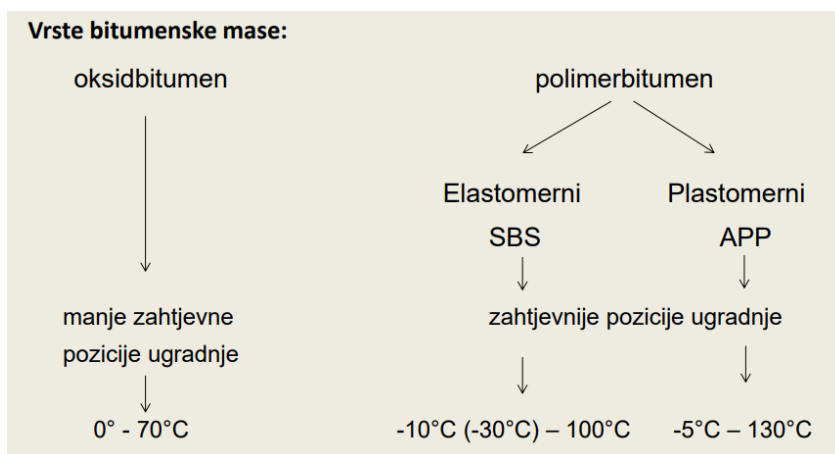 Vrste bitumenske mase:
oksidbitumen
polimerbitumen
Elastomerni
Plastomerni
SBS
APP
manje zahtjevne
pozicije ugradnje
zahtjevnije pozicije ugradnje
0° - 70°C
-10°C (-30°C) – 100°C
-5°C – 130°C